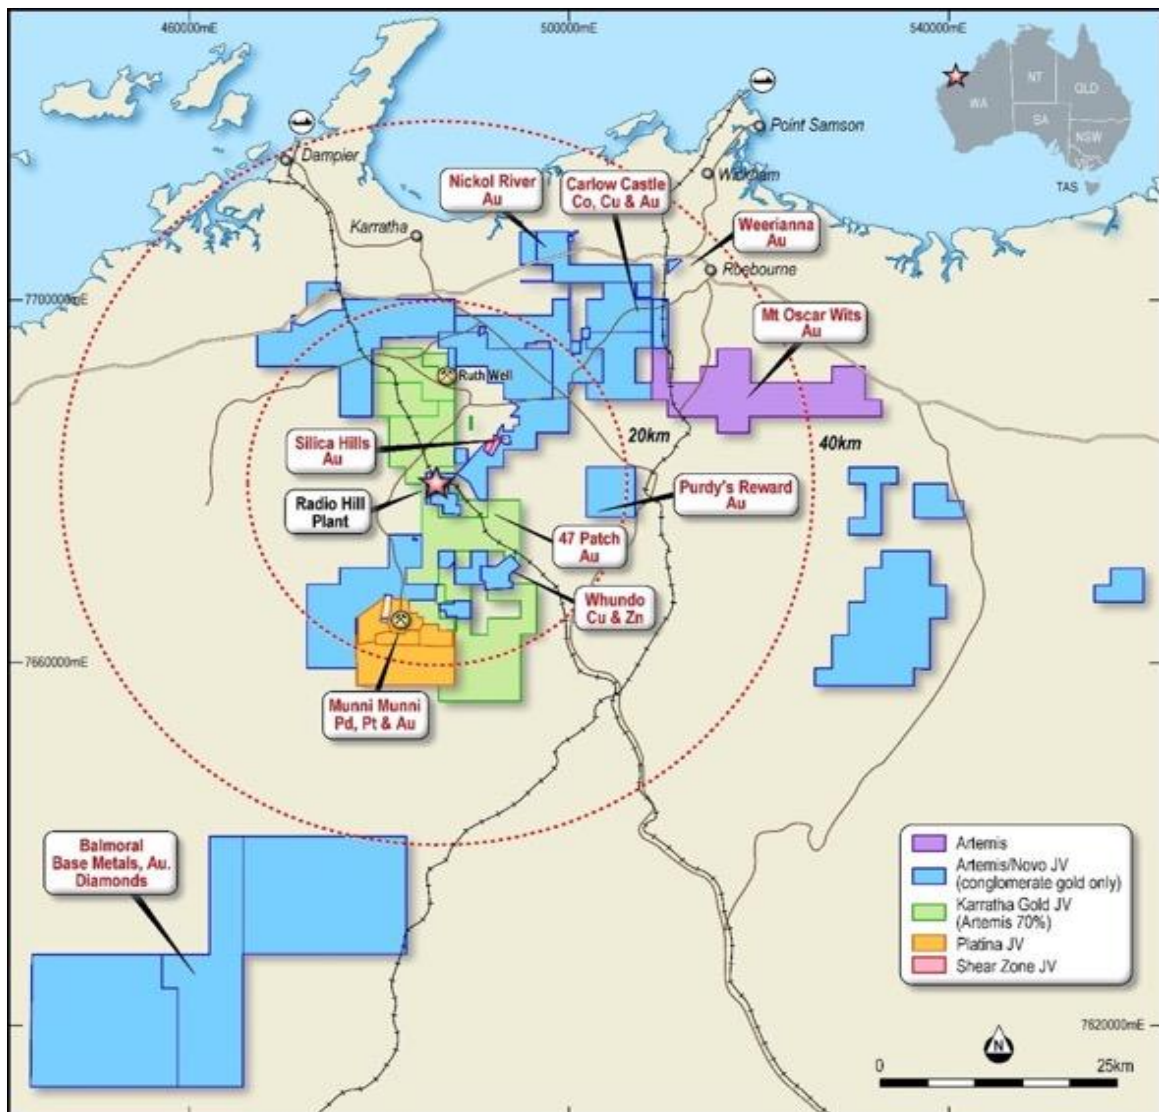 460000mE
500000mE
540000mE
NT
QLD
WA
SA
NSW
TAS
Point Samson
Dampier
Wickham
Nickol River
Au
Carlow Castle
Co, Cu & Au
Weerianna
Au
Karratha
Roebourne
7700000mE
Mt Oscar Wits
Au
Ruth Well
20km
40km
Silica Hills
Au
Radio Hill
Plant
Purdy's Reward
Au
47 Patch
Au
Whundo
Cu & Zn
7660000mE
Munni Munni
Pd, Pt & Au
Balmoral
Base Metals, Au.
Diamonds
Artemis
Artemis/Novo JV
(conglomerate gold only)
Karratha Gold JV
(Artemis 70%)
Platina JV
Shear Zone JV
7620000mE
N
0
25km